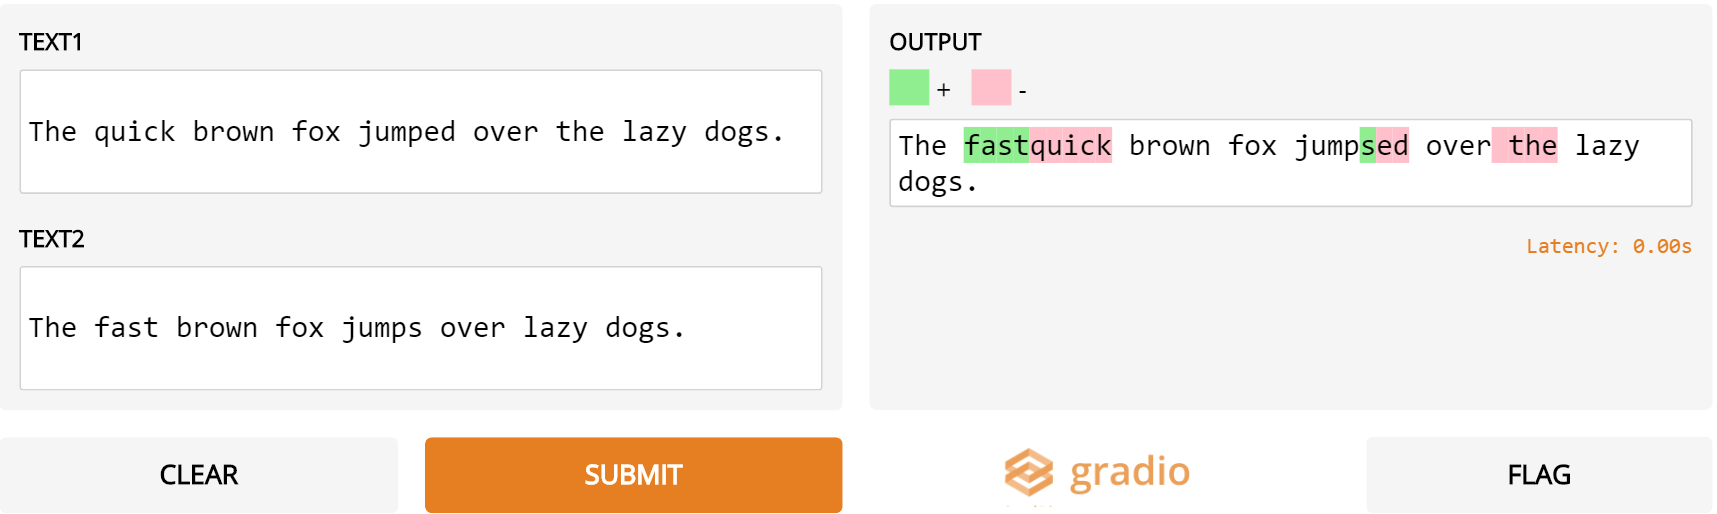 TEXT1
The quick brown fox jumped over the lazy dogs.
TEXT2
The fast brown fox jumps over lazy dogs.
CLEAR
SUBMIT
OUTPUT
+ -
The fastquick brown fox jumpsed over the lazy
dogs.
Latency: 0.00s
gradio
FLAG